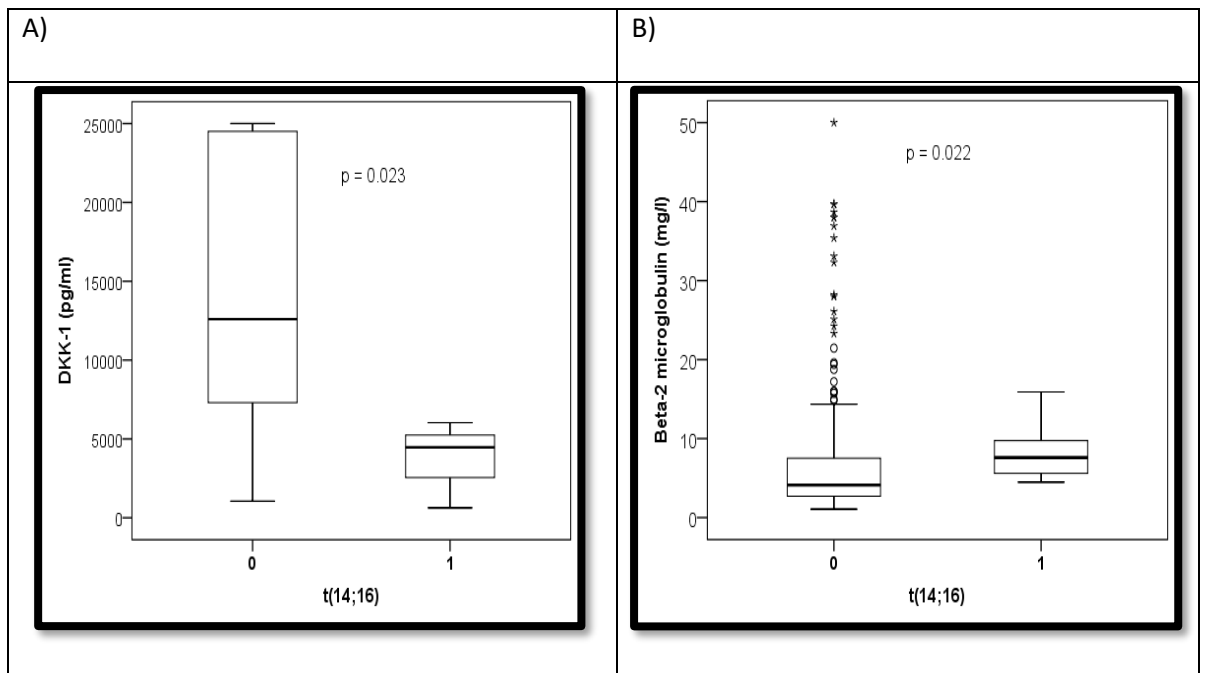 A)
B)
25000
20000
15000
10000
5000
0
DKK-1 (pg/ml)
p = 0.023
0 1
t(14;16)
50
40
30
20
10
0
Beta-2 microglobulin (mg/l)
p = 0.022
0 1
t(14;16)